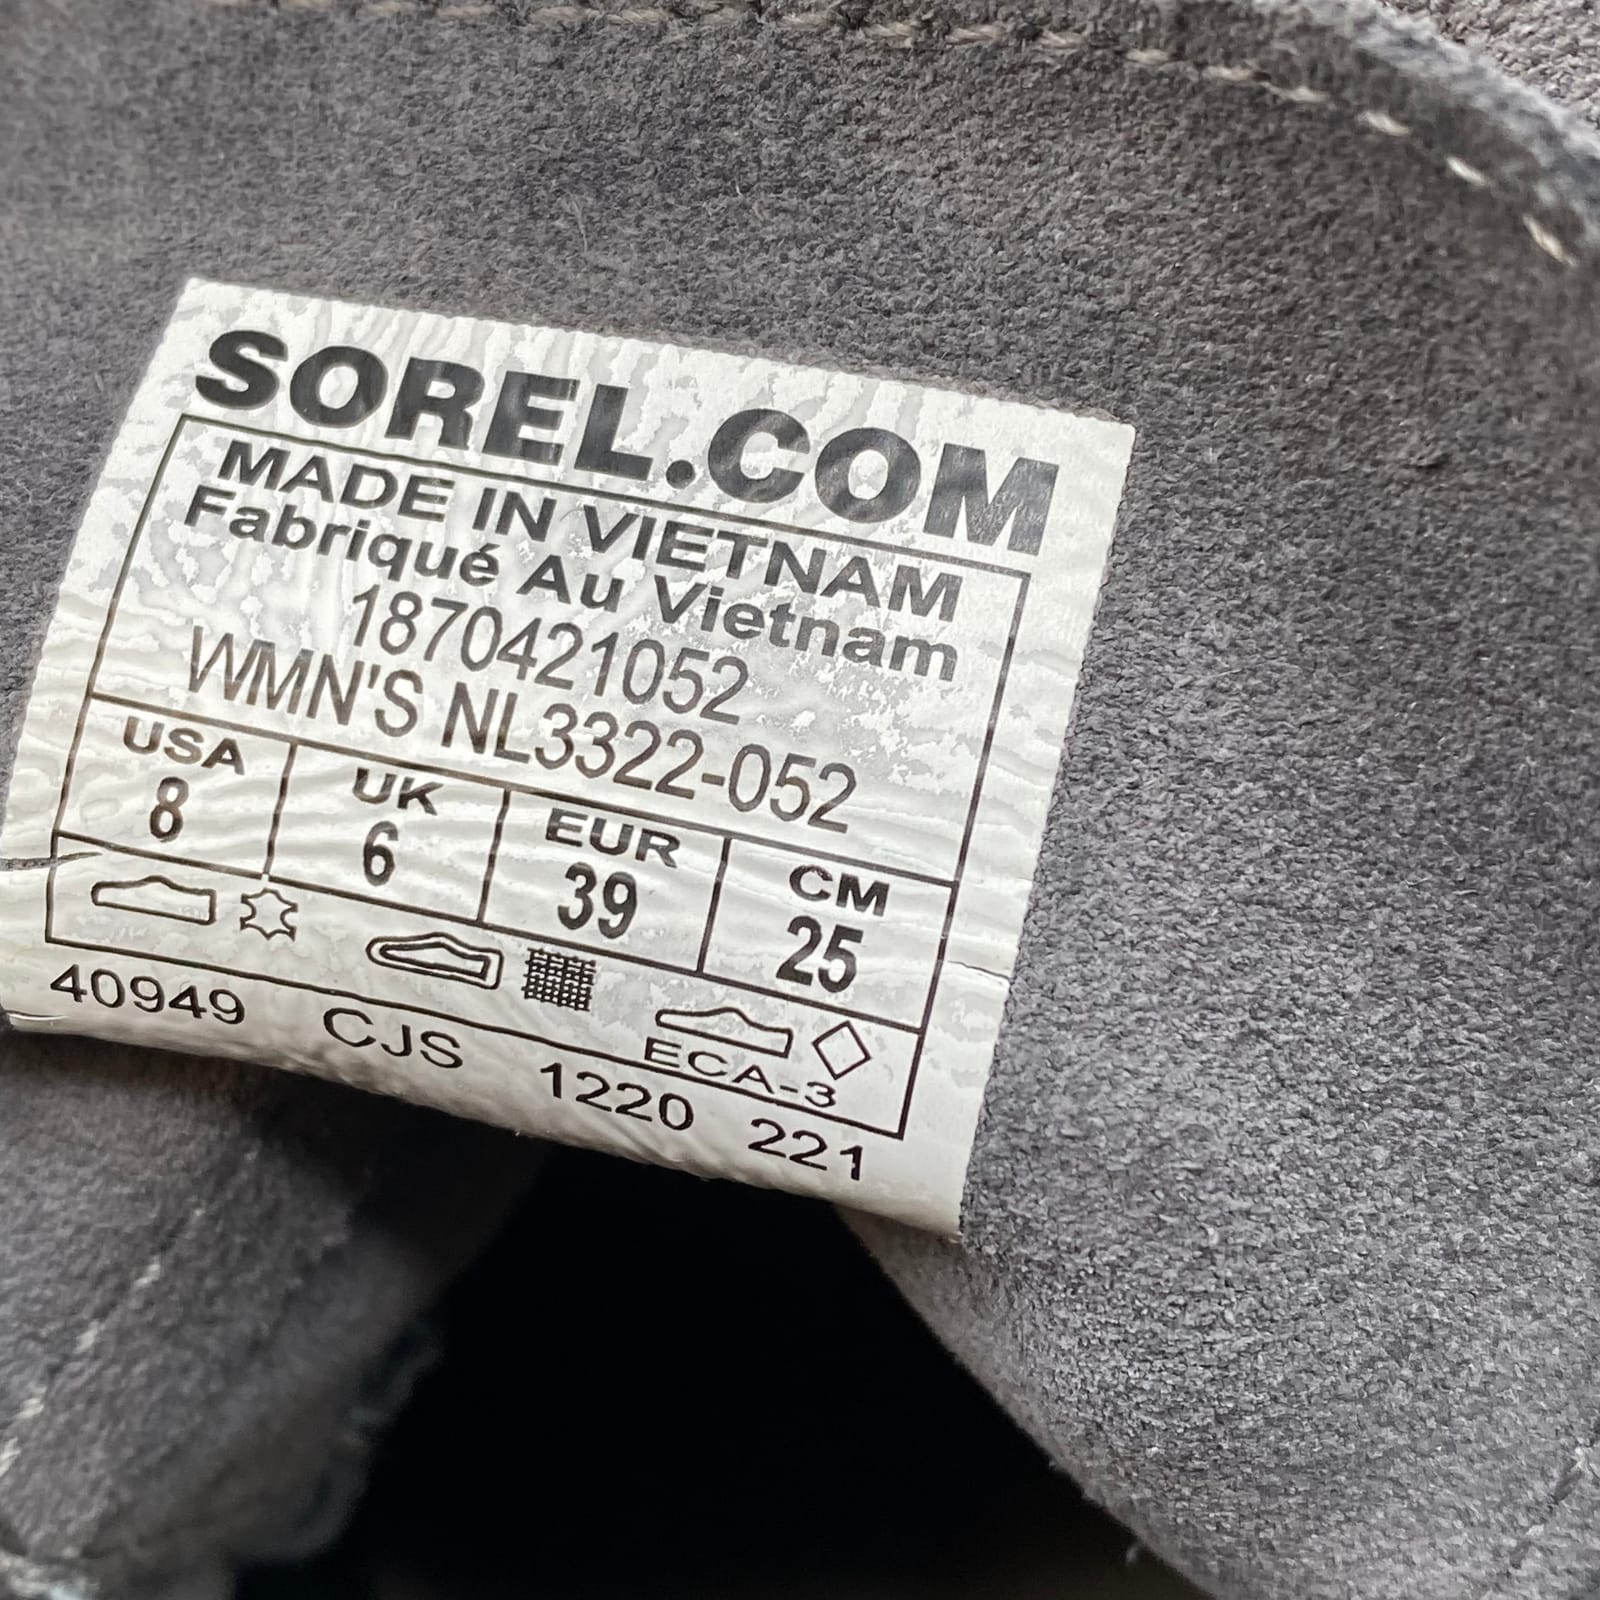 SOREL.COM
MADE IN VIETNAM
Fabriqué Au Vietnam
1870421052
WMN'S NL3322-052
USA UK EUR CM
8 6 39 25
ECA-3
40949 CJS 1220 221